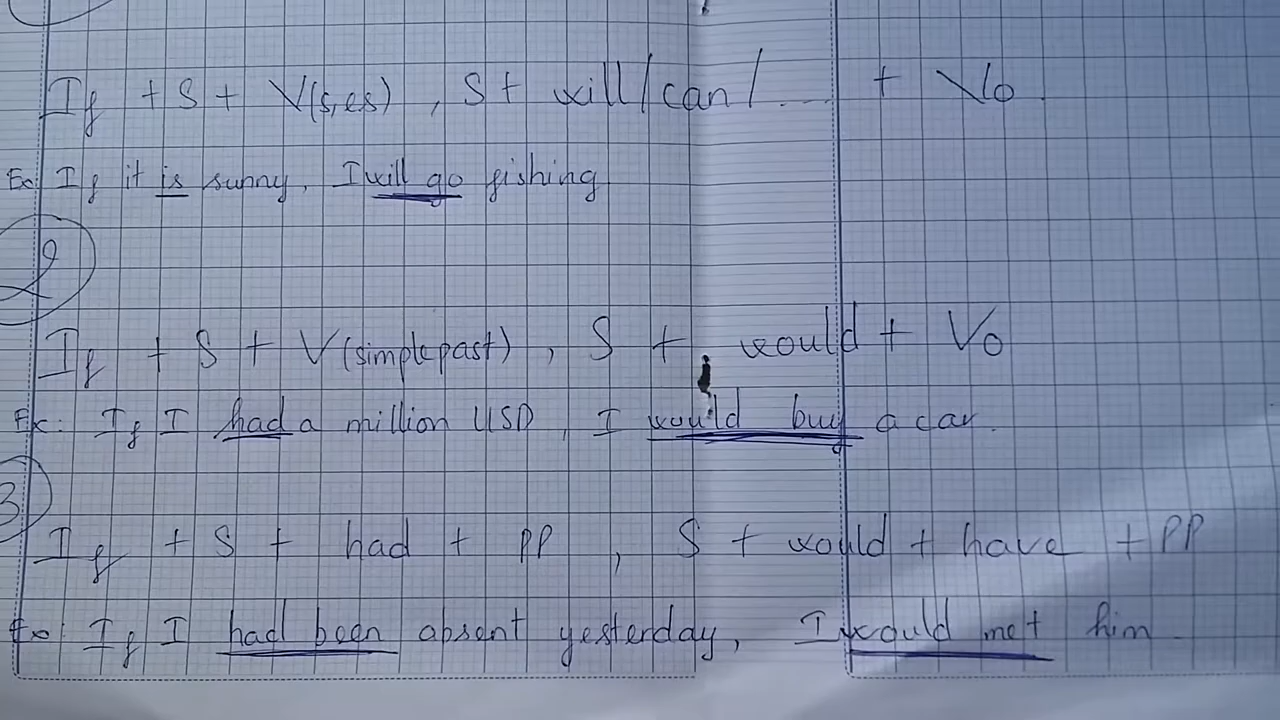 If + S + V(s,es) , S + will / can / ..... + Vo
Ex: If it is sunny, I will go fishing
2
If + S + V (simple past) , S + would + Vo
Ex: If I had a million USD , I would buy a car.
3
If + S + had + PP , S + would + have + PP
Ex: If I had been absent yesterday, I would met him.